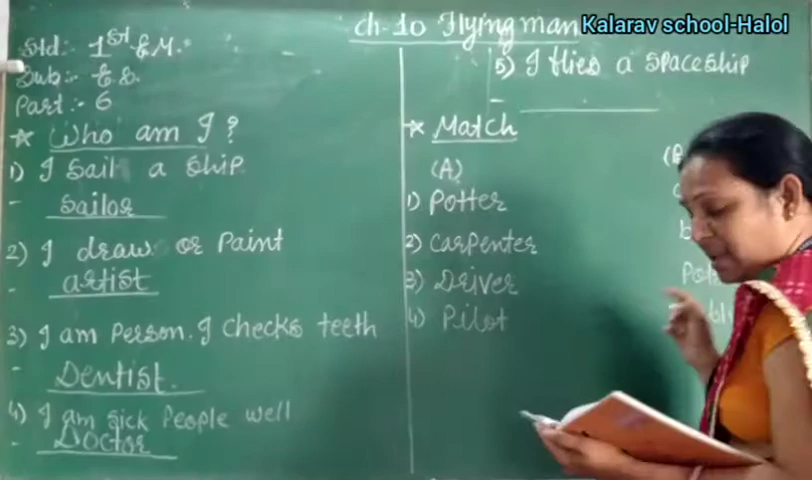 Kalarav school-Halol
ch-10 Flying man
Std:- 1st E.M.
Sub:- E.S.
Part:- 6
* Who am I?
1) I Sail a Ship.
- Sailor
2) I draw or Paint
- artist
3) I am Person. I checks teeth
- Dentist.
4) I am sick People well
- Doctor
5) I flies a spaceship
-
* Match
(A)
1) Potter
2) Carpenter
3) Driver
4) Pilot